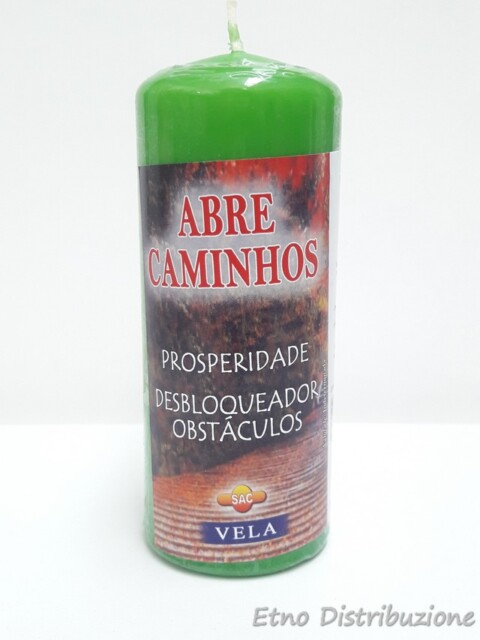 ABRE
CAMINHOS
PROSPERIDADE
DESBLOQUEADOR
OBSTÁCULOS
SAC
VELA
Etno Distribuzione